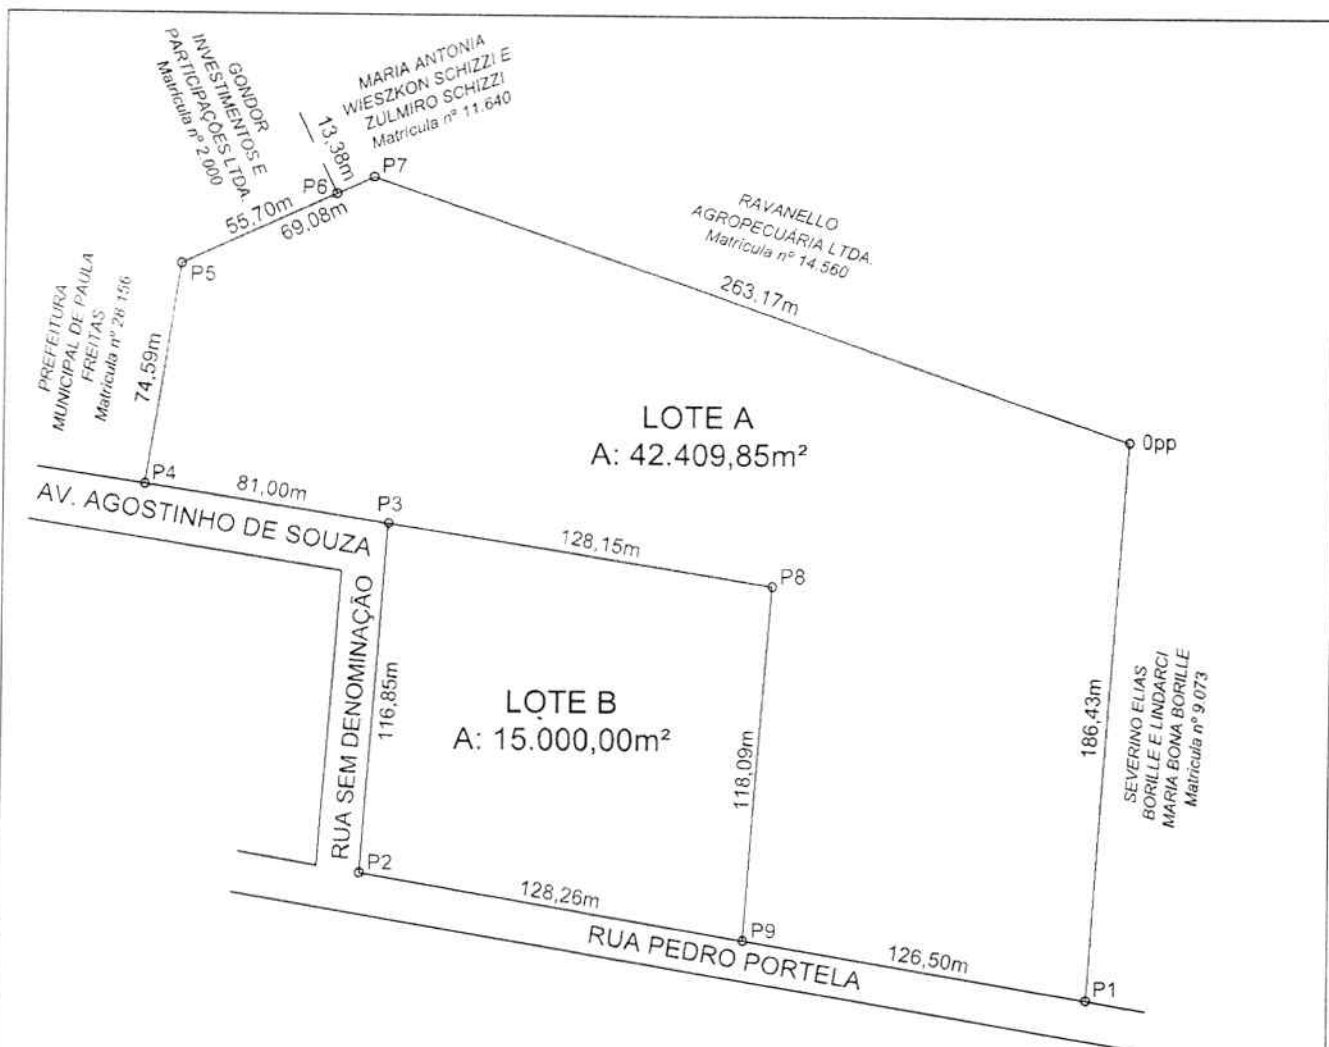 GONDOR
INVESTIMENTOS E
PARTICIPAÇÕES LTDA.
Matrícula nº 2.000
MARIA ANTONIA
WIESZKON SCHIZZI E
ZULMIRO SCHIZZI
Matrícula nº 11.640
13,38m
P6
P7
55,70m
69,08m
P5
RAVANELLO
AGROPECUÁRIA LTDA.
Matrícula nº 14.560
263,17m
PREFEITURA
MUNICIPAL DE PAULA
FREITAS
Matrícula nº 28.156
74,59m
LOTE A
A: 42.409,85m²
0pp
P4
81,00m
P3
AV. AGOSTINHO DE SOUZA
128,15m
P8
RUA SEM DENOMINAÇÃO
116,85m
LOTE B
A: 15.000,00m²
118,09m
186,43m
SEVERINO ELIAS
BORILLE E LINDARCI
MARIA BONA BORILLE
Matrícula nº 9.073
P2
128,26m
P9
RUA PEDRO PORTELA
126,50m
P1